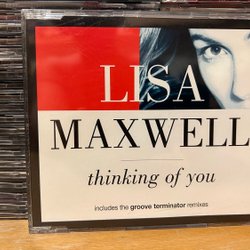 LISA
MAXWELL
thinking of you
includes the groove terminator remixes